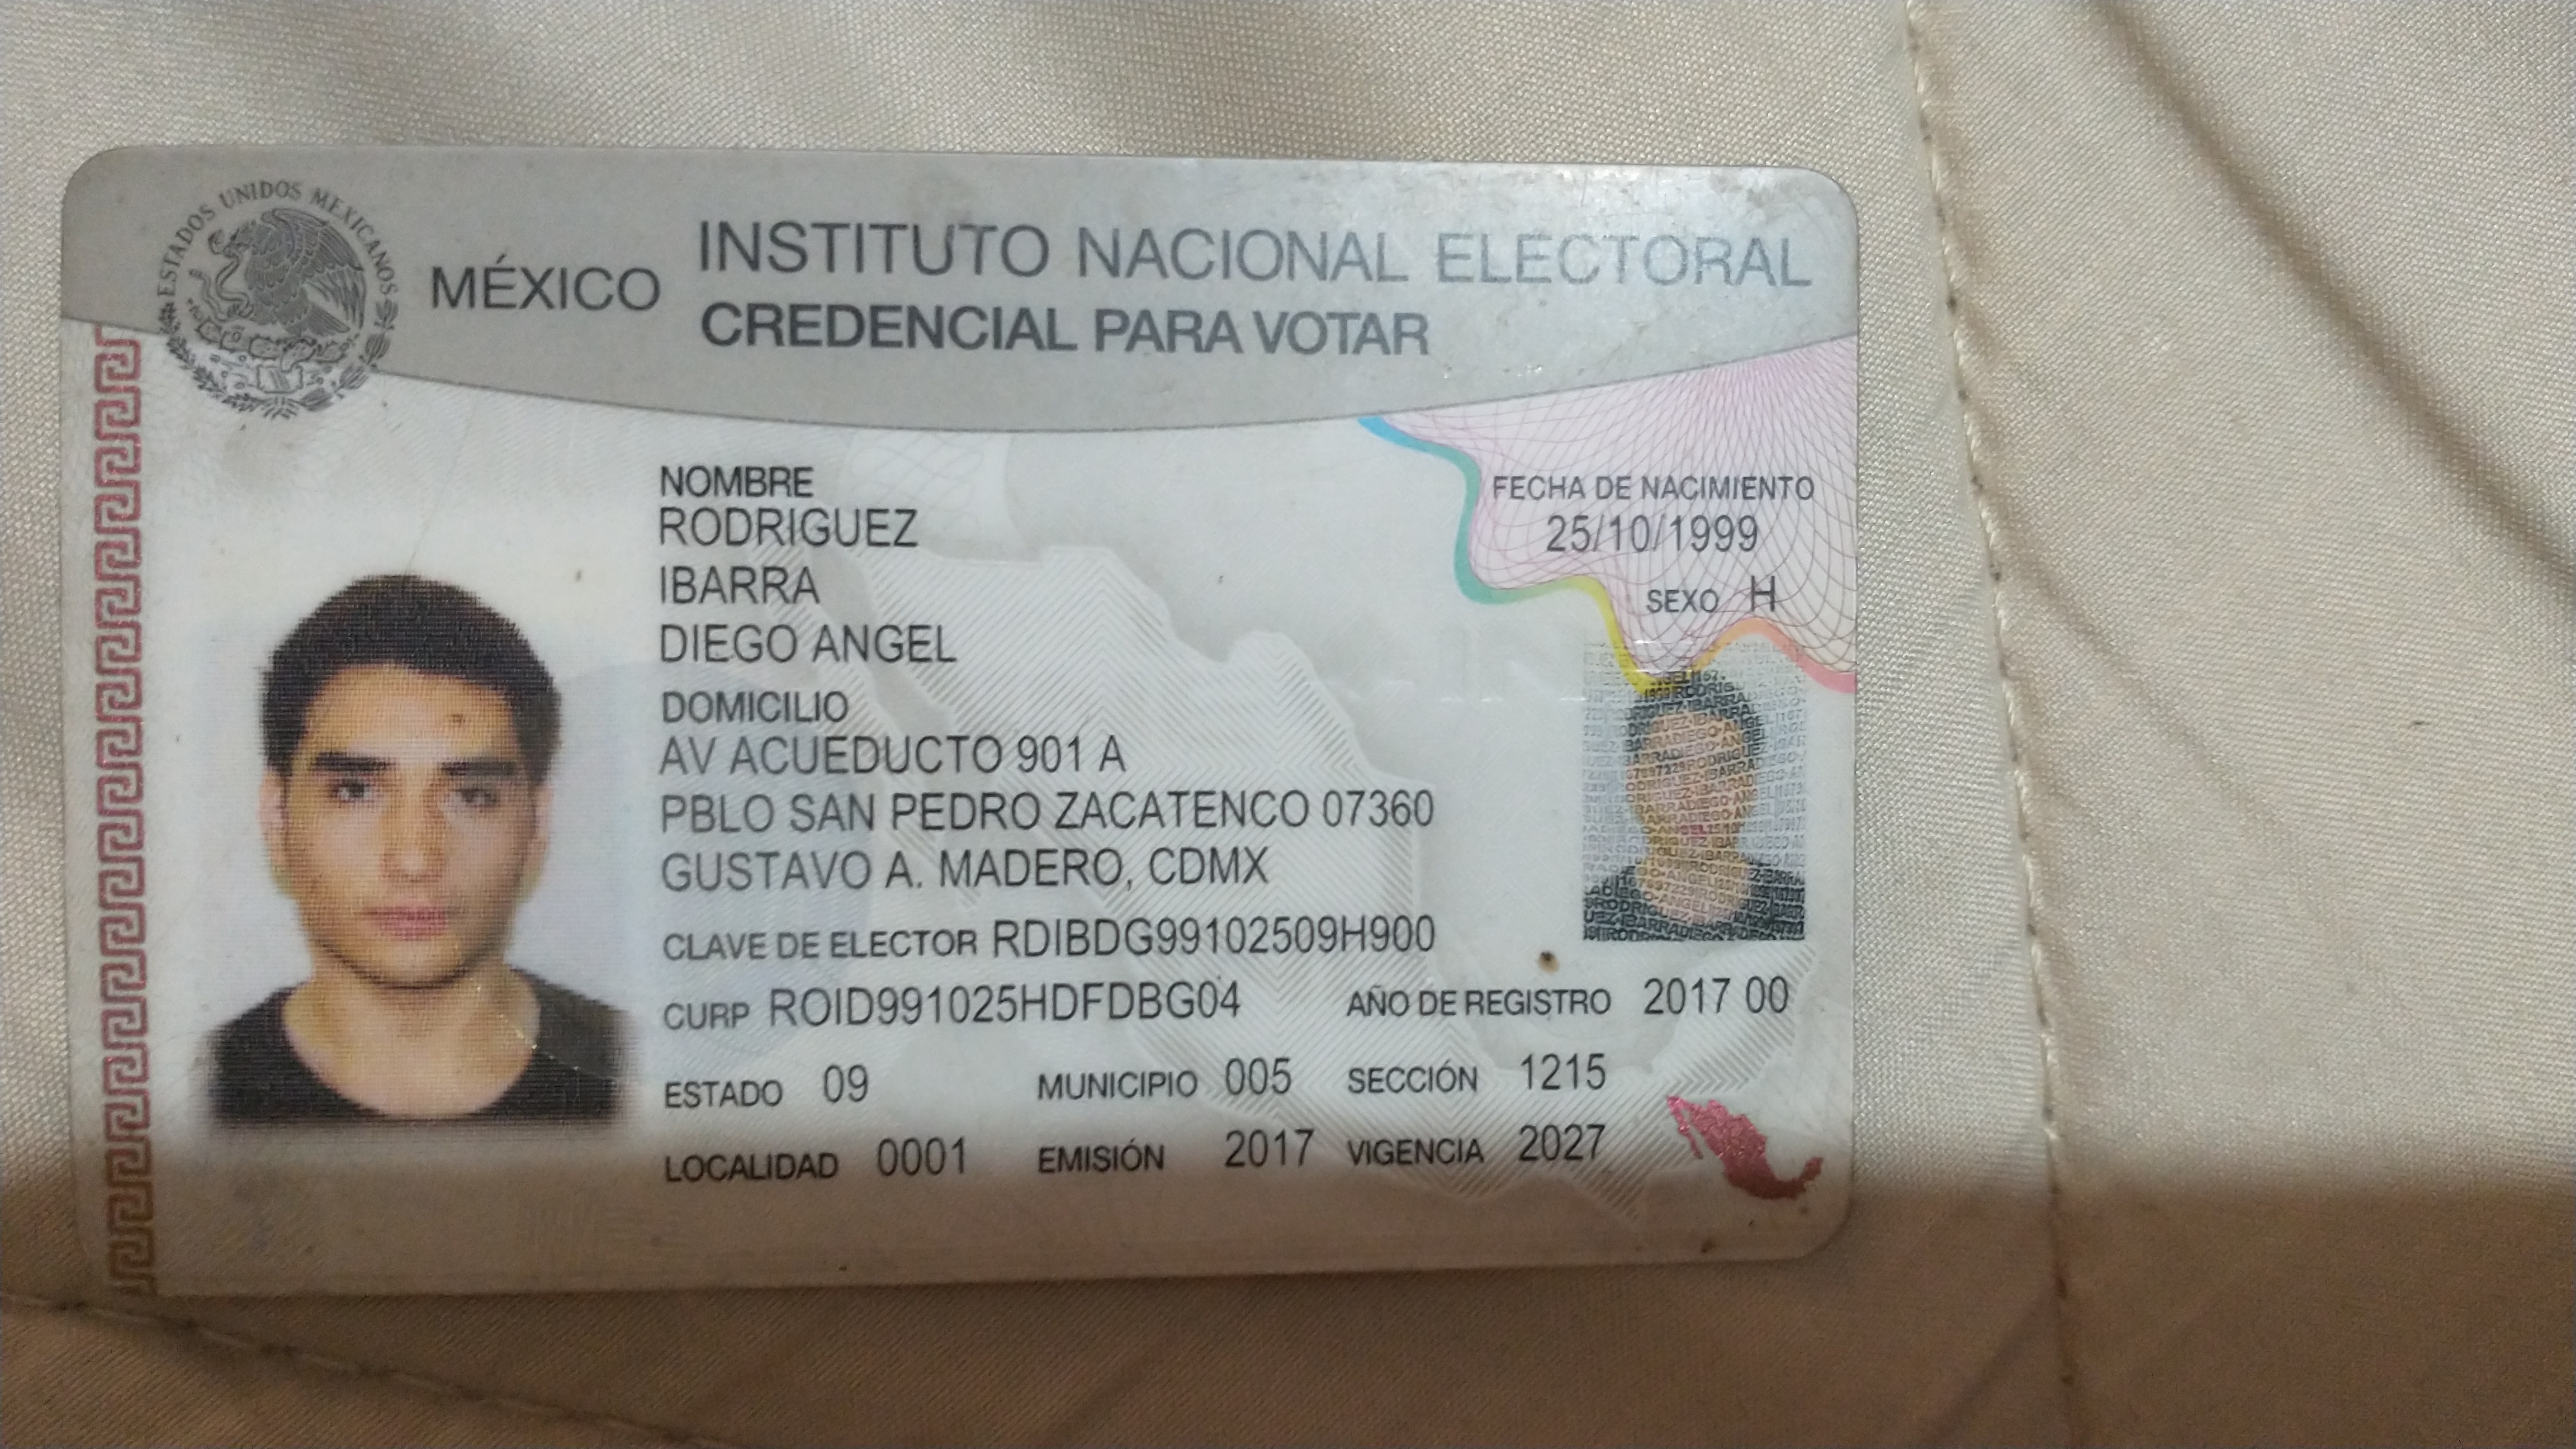 ESTADOS UNIDOS MEXICANOS
MÉXICO
INSTITUTO NACIONAL ELECTORAL
CREDENCIAL PARA VOTAR
NOMBRE
RODRIGUEZ
IBARRA
DIEGO ANGEL
FECHA DE NACIMIENTO
25/10/1999
SEXO H
DOMICILIO
AV ACUEDUCTO 901 A
PBLO SAN PEDRO ZACATENCO 07360
GUSTAVO A. MADERO, CDMX
CLAVE DE ELECTOR RDIBDG99102509H900
CURP ROID991025HDFDBG04 AÑO DE REGISTRO 2017 00
ESTADO 09 MUNICIPIO 005 SECCIÓN 1215
LOCALIDAD 0001 EMISIÓN 2017 VIGENCIA 2027